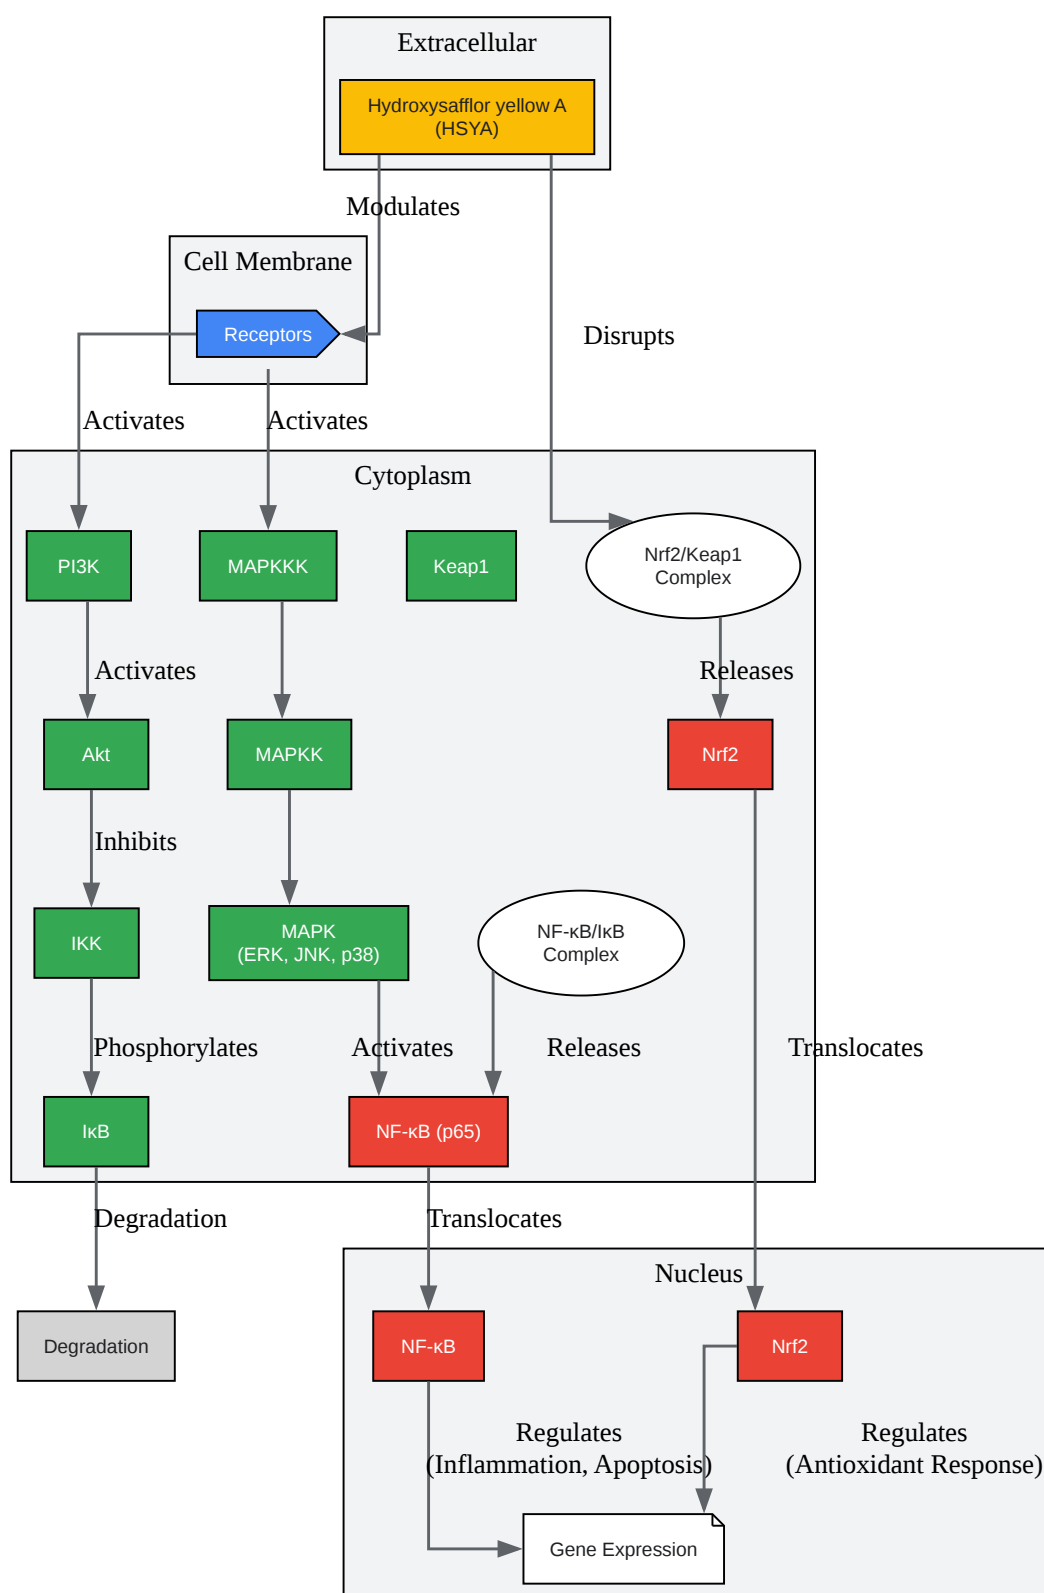 Extracellular
Hydroxysafflor yellow A
(HSYA)
Modulates
Cell Membrane
Receptors
Disrupts
Activates
Activates
Cytoplasm
PI3K
MAPKKK
Keap1
Nrf2/Keap1
Complex
Activates
Releases
Akt
MAPKK
Nrf2
Inhibits
IKK
MAPK
(ERK, JNK, p38)
NF-κB/IκB
Complex
Phosphorylates
Activates
Releases
Translocates
IκB
NF-κB (p65)
Degradation
Translocates
Nucleus
Degradation
NF-κB
Nrf2
Regulates
(Inflammation, Apoptosis)
Regulates
(Antioxidant Response)
Gene Expression